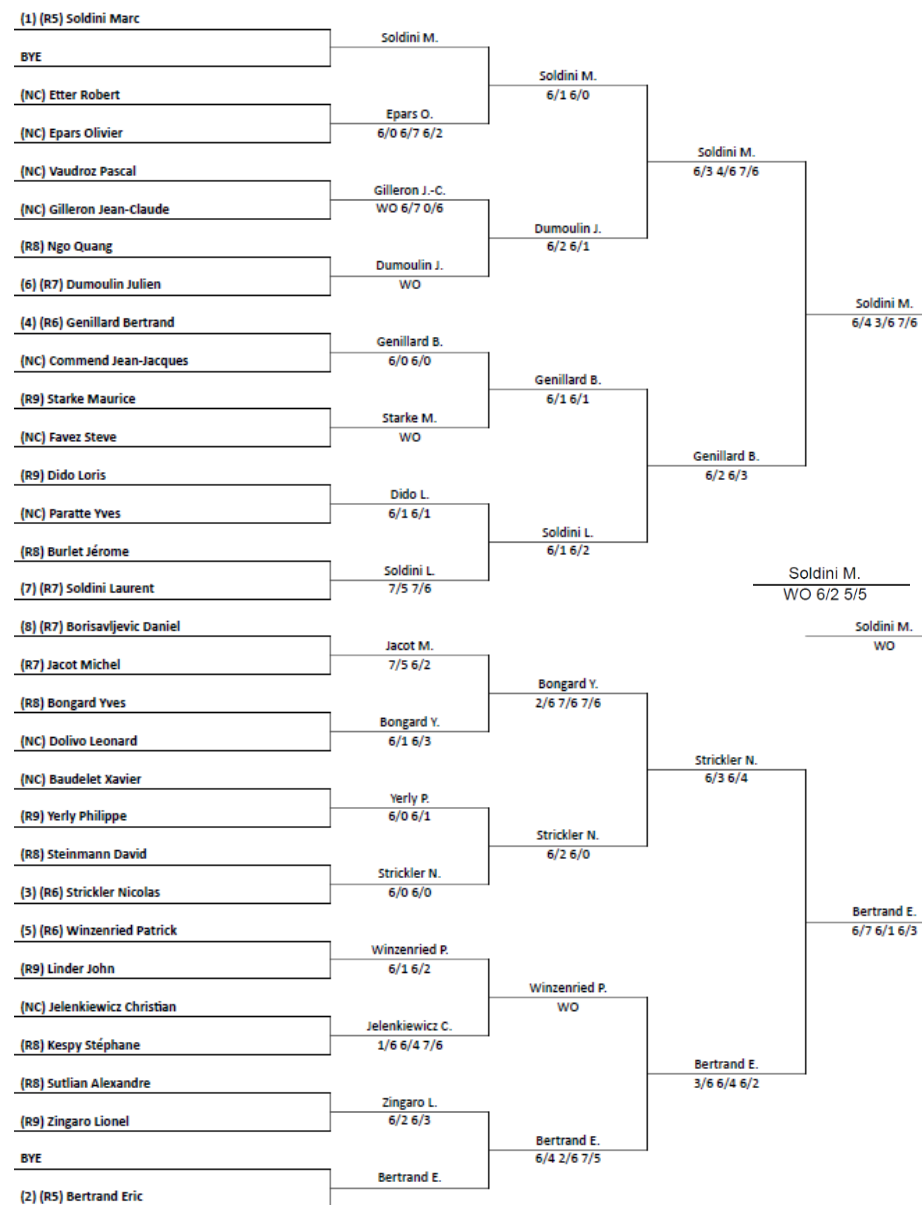 (1) (R5) Soldini Marc
BYE
(NC) Etter Robert
(NC) Epars Olivier
(NC) Vaudroz Pascal
(NC) Gilleron Jean-Claude
(R8) Ngo Quang
(6) (R7) Dumoulin Julien
(4) (R6) Genillard Bertrand
(NC) Commend Jean-Jacques
(R9) Starke Maurice
(NC) Favez Steve
(R9) Dido Loris
(NC) Paratte Yves
(R8) Burlet Jérome
(7) (R7) Soldini Laurent
(8) (R7) Borisavljevic Daniel
(R7) Jacot Michel
(R8) Bongard Yves
(NC) Dolivo Leonard
(NC) Baudelet Xavier
(R9) Yerly Philippe
(R8) Steinmann David
(3) (R6) Strickler Nicolas
(5) (R6) Winzenried Patrick
(R9) Linder John
(NC) Jelenkiewicz Christian
(R8) Kespy Stéphane
(R8) Sutlian Alexandre
(R9) Zingaro Lionel
BYE
(2) (R5) Bertrand Eric
Soldini M.
Epars O.
6/0 6/7 6/2
Gilleron J.-C.
WO 6/7 0/6
Dumoulin J.
WO
Genillard B.
6/0 6/0
Starke M.
WO
Dido L.
6/1 6/1
Soldini L.
7/5 7/6
Jacot M.
7/5 6/2
Bongard Y.
6/1 6/3
Yerly P.
6/0 6/1
Strickler N.
6/0 6/0
Winzenried P.
6/1 6/2
Jelenkiewicz C.
1/6 6/4 7/6
Zingaro L.
6/2 6/3
Bertrand E.
Soldini M.
6/1 6/0
Dumoulin J.
6/2 6/1
Genillard B.
6/1 6/1
Soldini L.
6/1 6/2
Bongard Y.
2/6 7/6 7/6
Strickler N.
6/2 6/0
Winzenried P.
WO
Bertrand E.
6/4 2/6 7/5
Soldini M.
6/3 4/6 7/6
Genillard B.
6/2 6/3
Strickler N.
6/3 6/4
Bertrand E.
3/6 6/4 6/2
Soldini M.
6/4 3/6 7/6
Soldini M.
WO 6/2 5/5
Soldini M.
WO
Bertrand E.
6/7 6/1 6/3